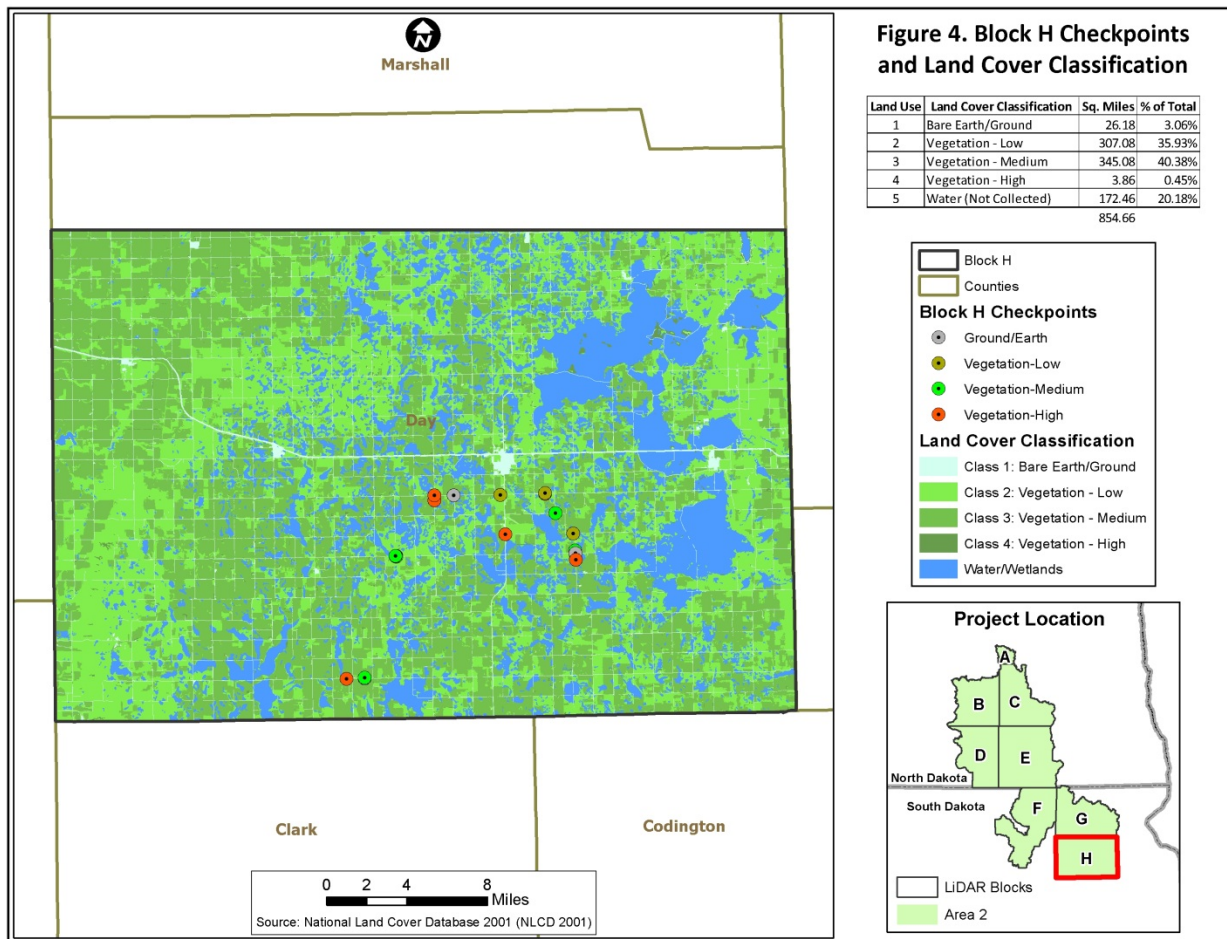 N
Marshall
Day
Clark
Codington
0 2 4 8
Miles
Source: National Land Cover Database 2001 (NLCD 2001)
Figure 4. Block H Checkpoints
and Land Cover Classification
Land Use Land Cover Classification Sq. Miles % of Total
1 Bare Earth/Ground 26.18 3.06%
2 Vegetation - Low 307.08 35.93%
3 Vegetation - Medium 345.08 40.38%
4 Vegetation - High 3.86 0.45%
5 Water (Not Collected) 172.46 20.18%
854.66
Block H
Counties
Block H Checkpoints
Ground/Earth
Vegetation-Low
Vegetation-Medium
Vegetation-High
Land Cover Classification
Class 1: Bare Earth/Ground
Class 2: Vegetation - Low
Class 3: Vegetation - Medium
Class 4: Vegetation - High
Water/Wetlands
Project Location
A
B C
D E
North Dakota
South Dakota
F
G
H
LiDAR Blocks
Area 2